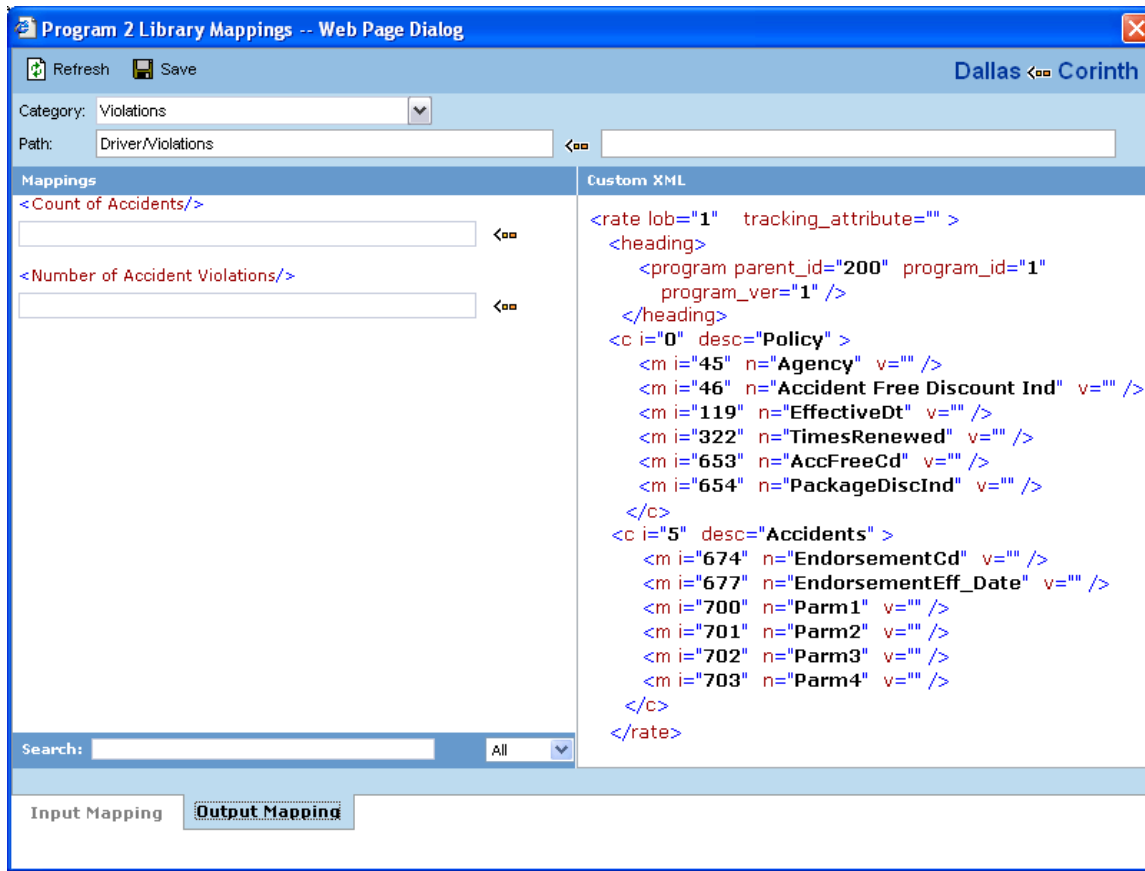 Program 2 Library Mappings -- Web Page Dialog
Refresh Save Dallas Corinth
Category: Violations
Path: Driver/Violations
Mappings
<Count of Accidents/>
<Number of Accident Violations/>
Search: All
Custom XML
<rate lob="1" tracking_attribute="" >
<heading>
<program parent_id="200" program_id="1"
program_ver="1" />
</heading>
<c i="0" desc="Policy" >
<m i="45" n="Agency" v="" />
<m i="46" n="Accident Free Discount Ind" v="" />
<m i="119" n="EffectiveDt" v="" />
<m i="322" n="TimesRenewed" v="" />
<m i="653" n="AccFreeCd" v="" />
<m i="654" n="PackageDiscInd" v="" />
</c>
<c i="5" desc="Accidents" >
<m i="674" n="EndorsementCd" v="" />
<m i="677" n="EndorsementEff_Date" v="" />
<m i="700" n="Parm1" v="" />
<m i="701" n="Parm2" v="" />
<m i="702" n="Parm3" v="" />
<m i="703" n="Parm4" v="" />
</c>
</rate>
Input Mapping Output Mapping